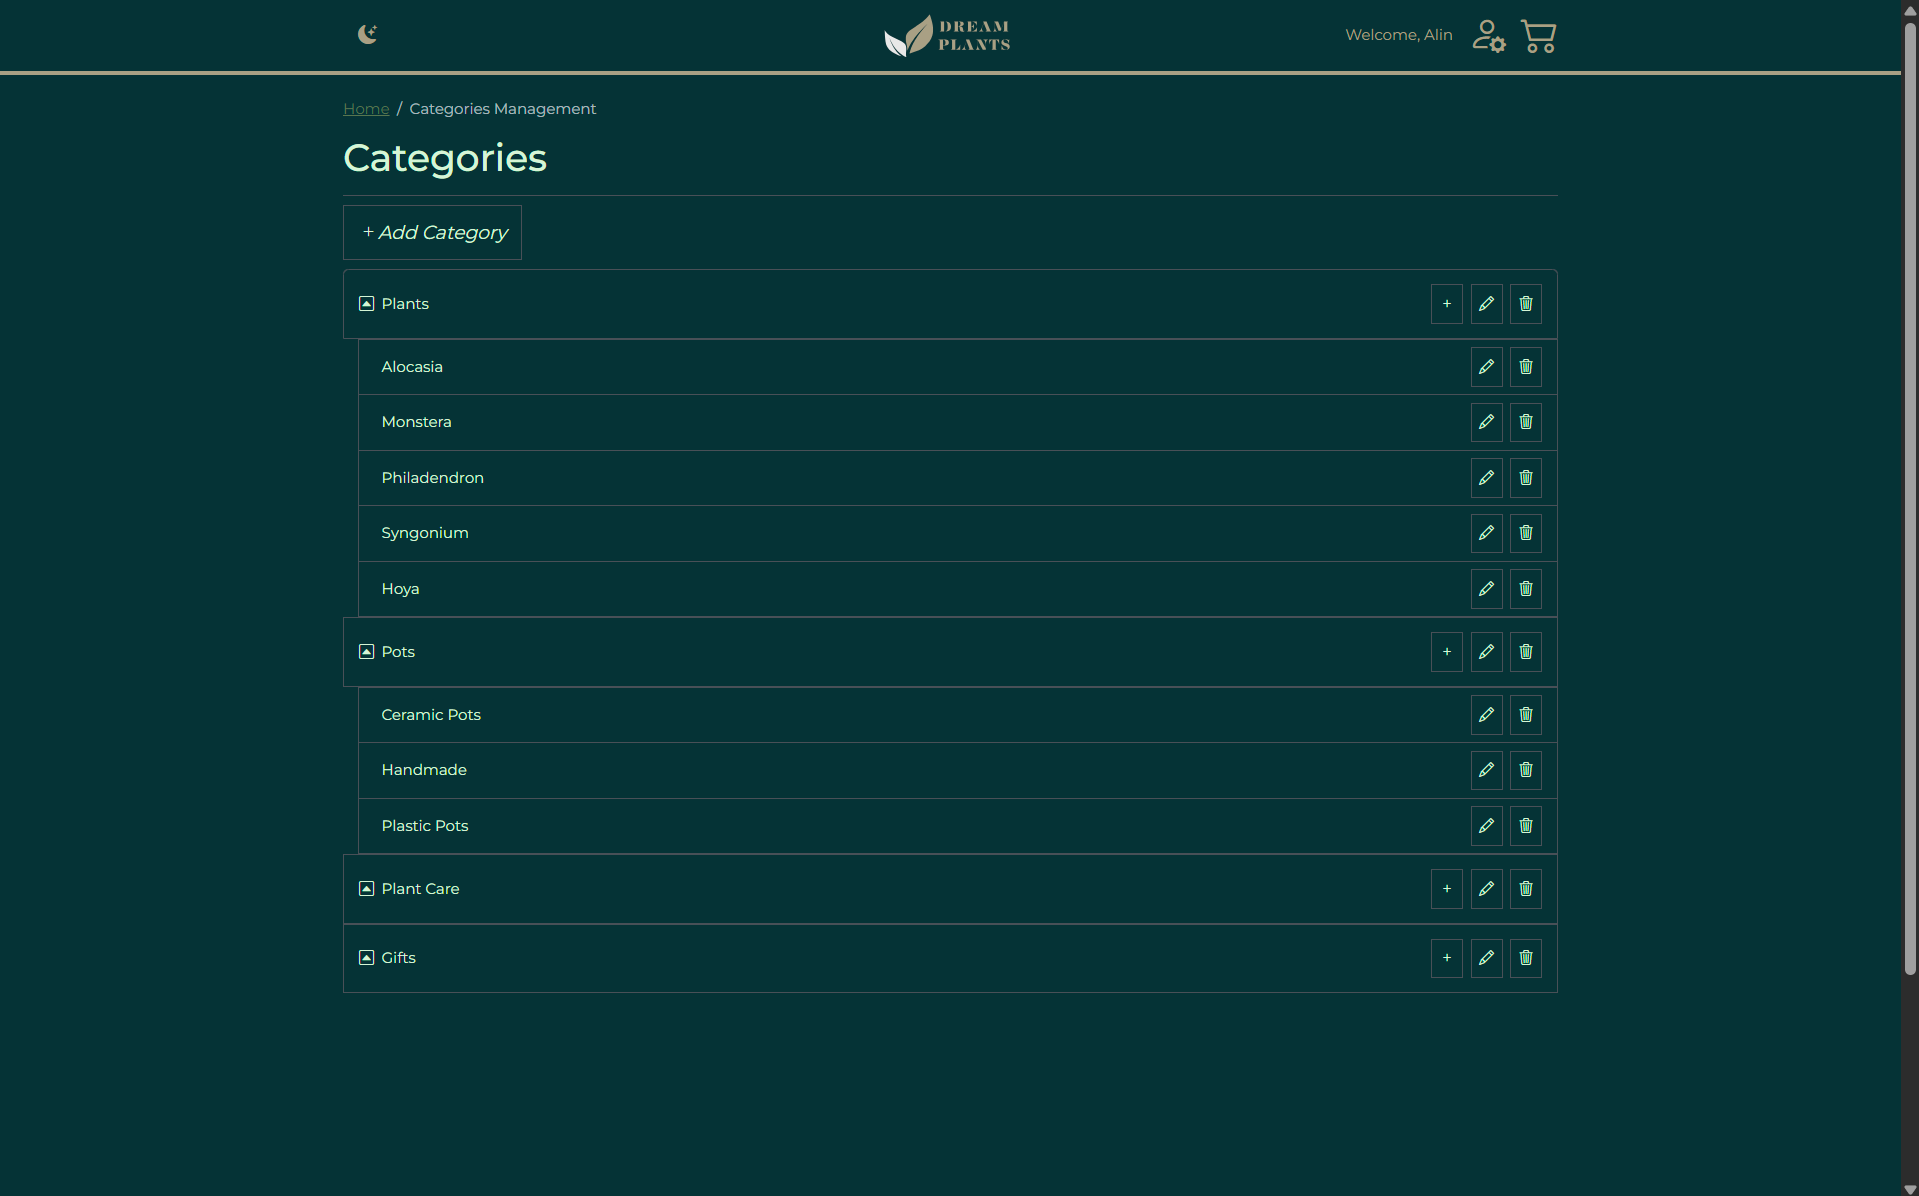 DREAM
PLANTS
Welcome, Alin
Home / Categories Management
Categories
+ Add Category
Plants
+
Alocasia
Monstera
Philadendron
Syngonium
Hoya
Pots
+
Ceramic Pots
Handmade
Plastic Pots
Plant Care
+
Gifts
+